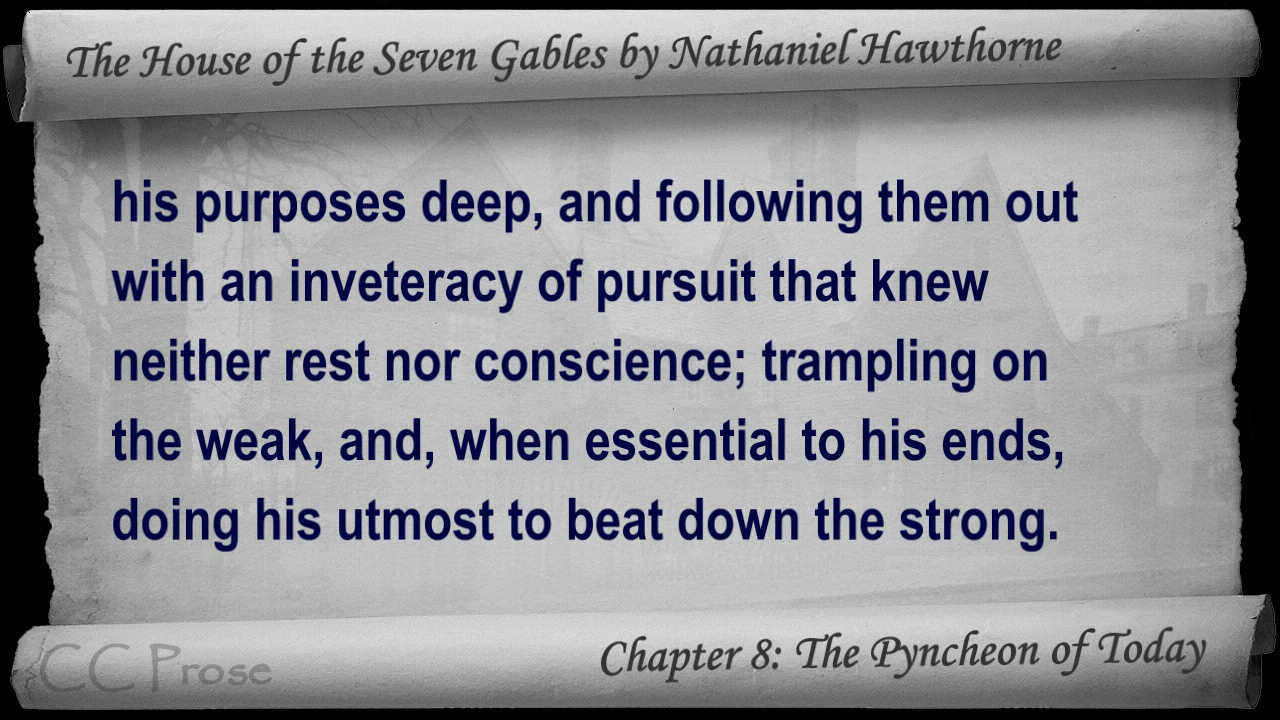 The House of the Seven Gables by Nathaniel Hawthorne
his purposes deep, and following them out
with an inveteracy of pursuit that knew
neither rest nor conscience; trampling on
the weak, and, when essential to his ends,
doing his utmost to beat down the strong.
CC Prose
Chapter 8: The Pyncheon of Today